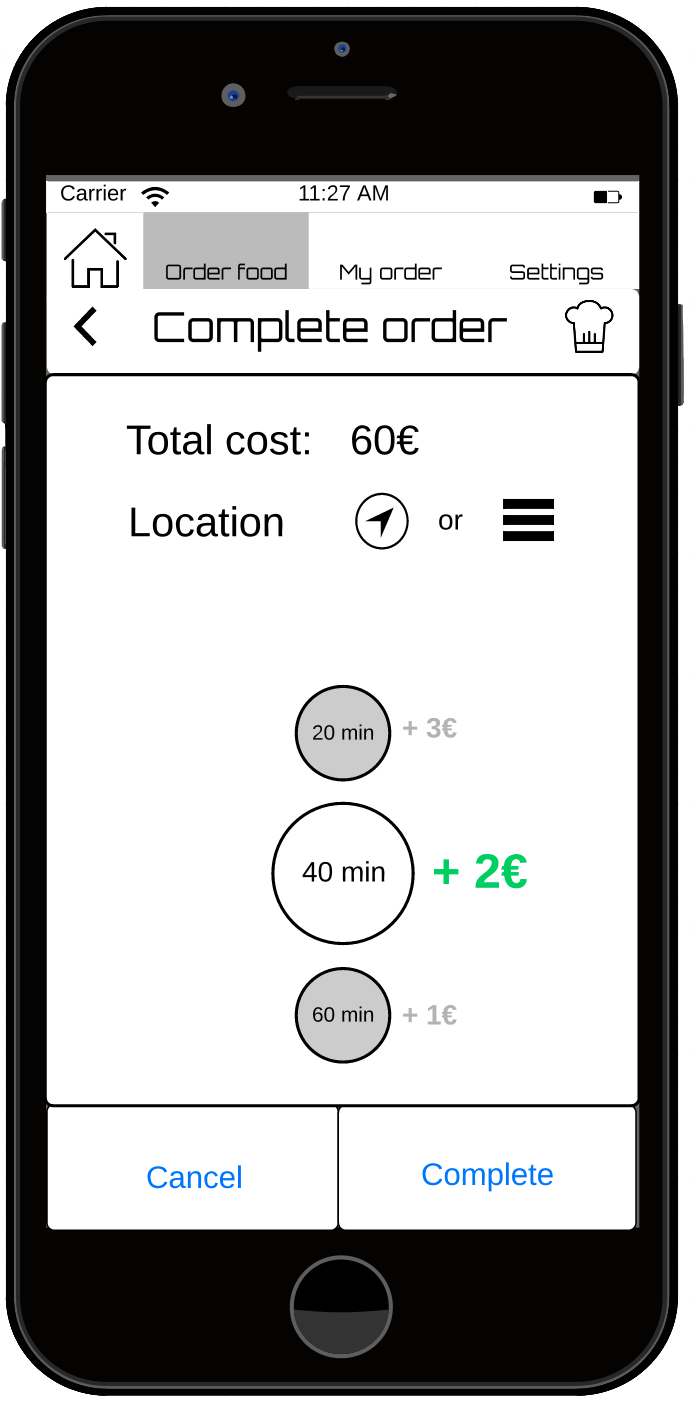 Carrier 11:27 AM
Order food My order Settings
Complete order
Total cost: 60€
Location or
20 min + 3€
40 min + 2€
60 min + 1€
Cancel Complete